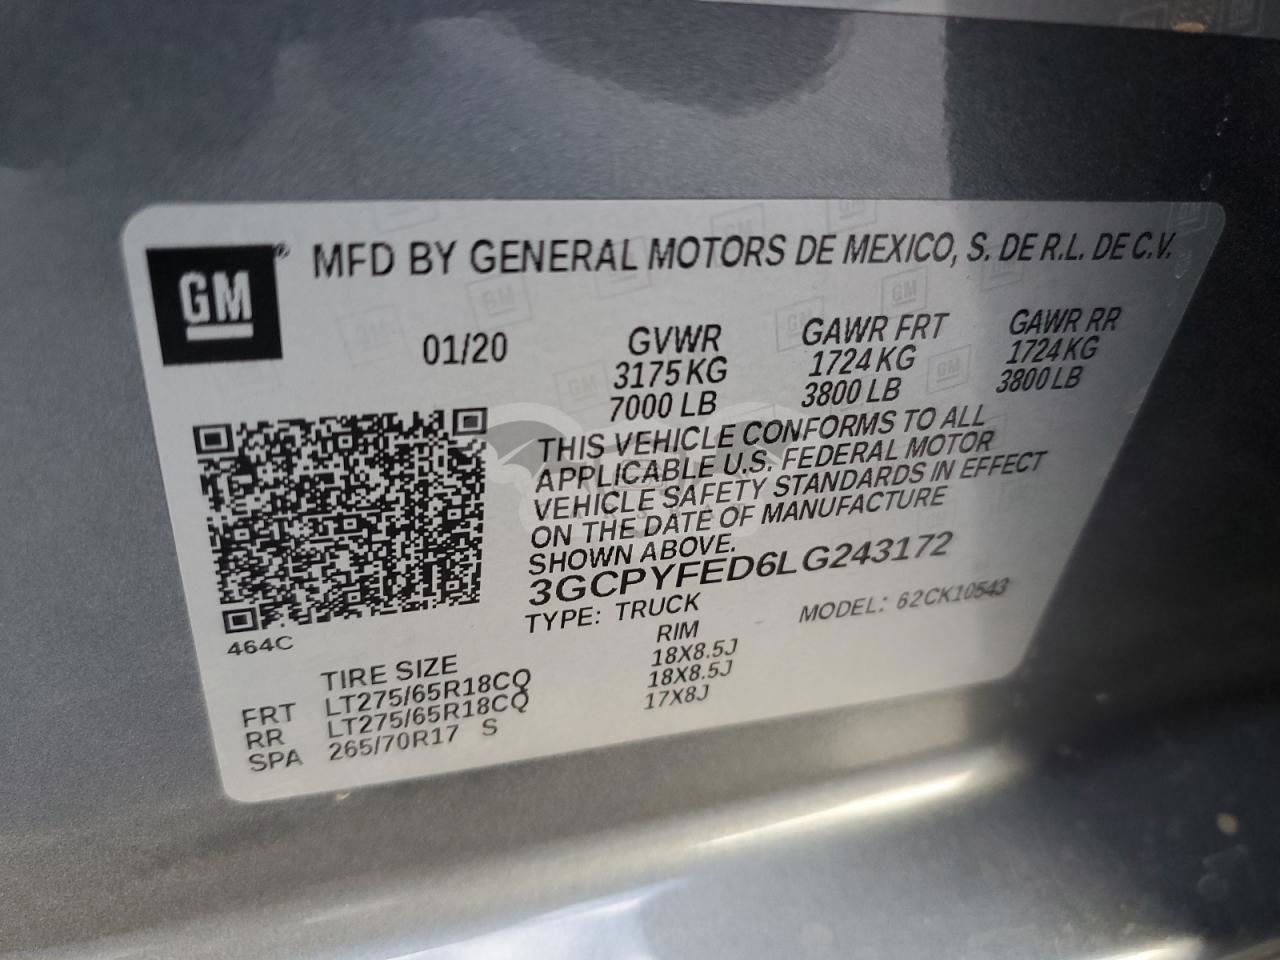 GM® MFD BY GENERAL MOTORS DE MEXICO, S. DE R.L. DE C.V.
01/20 GVWR GAWR FRT GAWR RR
3175 KG 1724 KG 1724 KG
7000 LB 3800 LB 3800 LB
THIS VEHICLE CONFORMS TO ALL
APPLICABLE U.S. FEDERAL MOTOR
VEHICLE SAFETY STANDARDS IN EFFECT
ON THE DATE OF MANUFACTURE
SHOWN ABOVE.
3GCPYFED6LG243172
TYPE: TRUCK MODEL: 62CK10543
464C
TIRE SIZE RIM
FRT LT275/65R18CQ 18X8.5J
RR LT275/65R18CQ 18X8.5J
SPA 265/70R17 S 17X8J